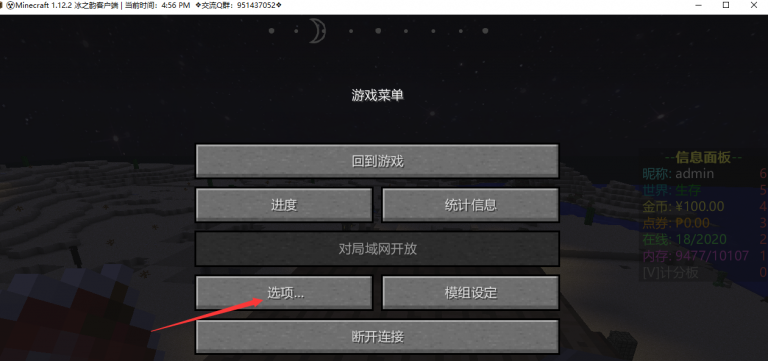 Minecraft 1.12.2 冰之韵客户端 | 当前时间：4:56 PM ❖交流Q群：951437052❖
游戏菜单
回到游戏
进度
统计信息
对局域网开放
选项...
模组设定
断开连接
--信息面板--
昵称: admin 6
世界: 生存 5
金币: ¥100.00 4
点券: ₱0.00 3
在线: 18/2020 2
内存: 9477/10107 1
[V]计分板 0